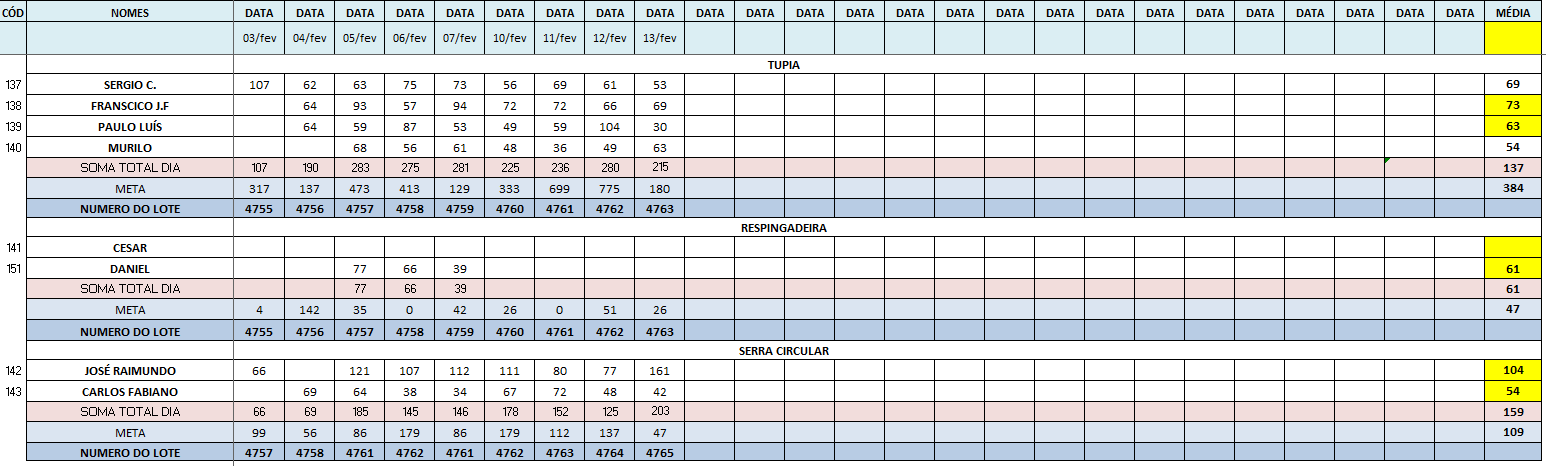 CÓD NOMES DATA DATA DATA DATA DATA DATA DATA DATA DATA DATA DATA DATA DATA DATA DATA DATA DATA DATA DATA DATA DATA DATA DATA DATA DATA MÉDIA
03/fev 04/fev 05/fev 06/fev 07/fev 10/fev 11/fev 12/fev 13/fev
TUPIA
137 SERGIO C. 107 62 63 75 73 56 69 61 53 69
138 FRANSCICO J.F 64 93 57 94 72 72 66 69 73
139 PAULO LUÍS 64 59 87 53 49 59 104 30 63
140 MURILO 68 56 61 48 36 49 63 54
SOMA TOTAL DIA 107 190 283 275 281 225 236 280 215 137
META 317 137 473 413 129 333 699 775 180 384
NUMERO DO LOTE 4755 4756 4757 4758 4759 4760 4761 4762 4763
RESPINGADEIRA
141 CESAR
151 DANIEL 77 66 39 61
SOMA TOTAL DIA 77 66 39 61
META 4 142 35 0 42 26 0 51 26 47
NUMERO DO LOTE 4755 4756 4757 4758 4759 4760 4761 4762 4763
SERRA CIRCULAR
142 JOSÉ RAIMUNDO 66 121 107 112 111 80 77 161 104
143 CARLOS FABIANO 69 64 38 34 67 72 48 42 54
SOMA TOTAL DIA 66 69 185 145 146 178 152 125 203 159
META 99 56 86 179 86 179 112 137 47 109
NUMERO DO LOTE 4757 4758 4761 4762 4761 4762 4763 4764 4765